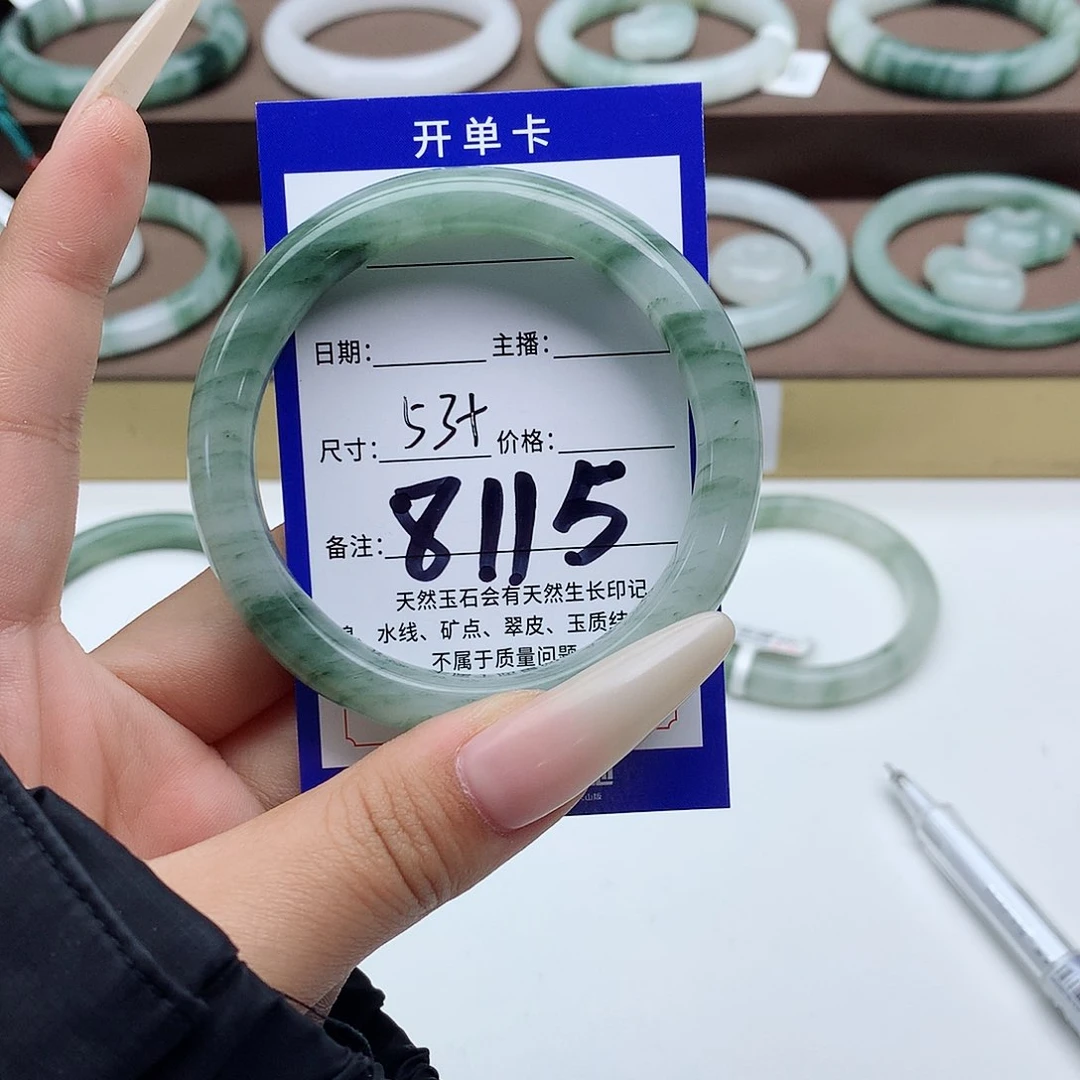 开单卡
日期： 主播：
尺寸：53+ 价格：
8115
备注：
天然玉石会有天然生长印记
水线、矿点、翠皮、玉质结
不属于质量问题